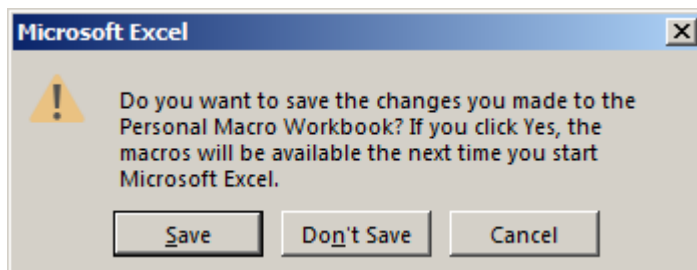 Microsoft Excel
Do you want to save the changes you made to the
Personal Macro Workbook? If you click Yes, the
macros will be available the next time you start
Microsoft Excel.
Save Don't Save Cancel